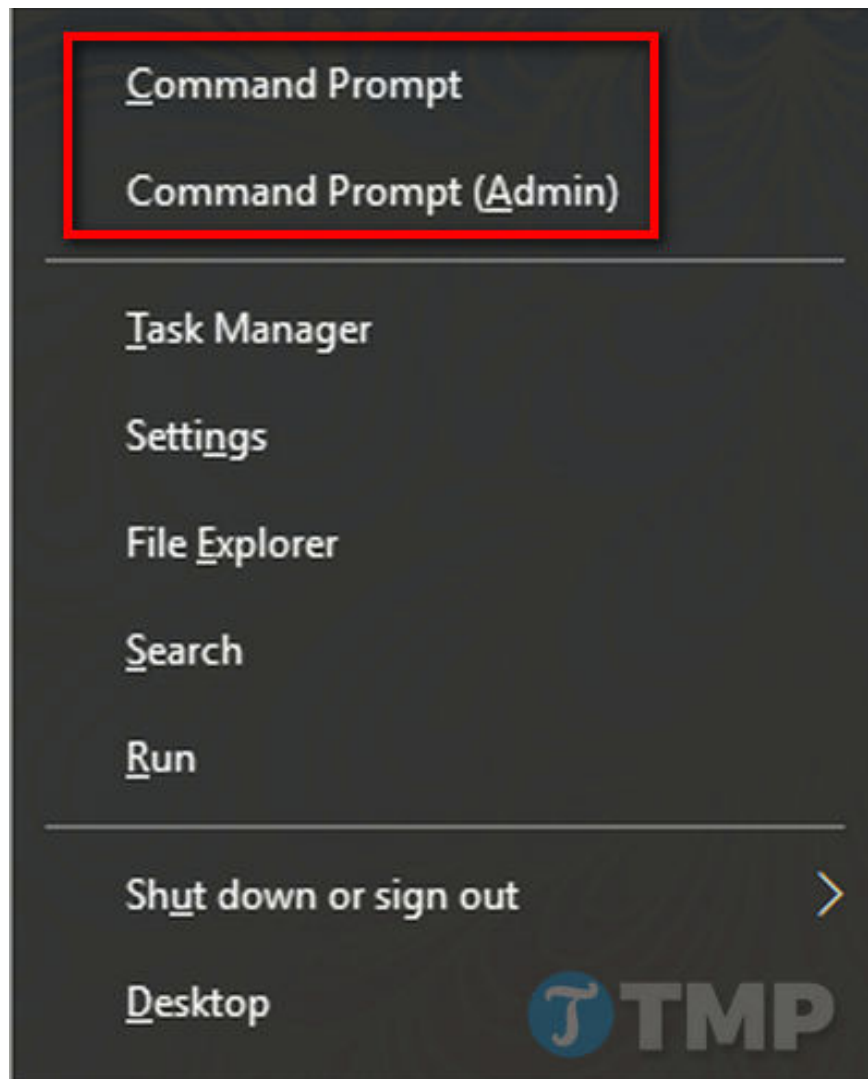 Command Prompt
Command Prompt (Admin)
Task Manager
Settings
File Explorer
Search
Run
Shut down or sign out
Desktop
TMP